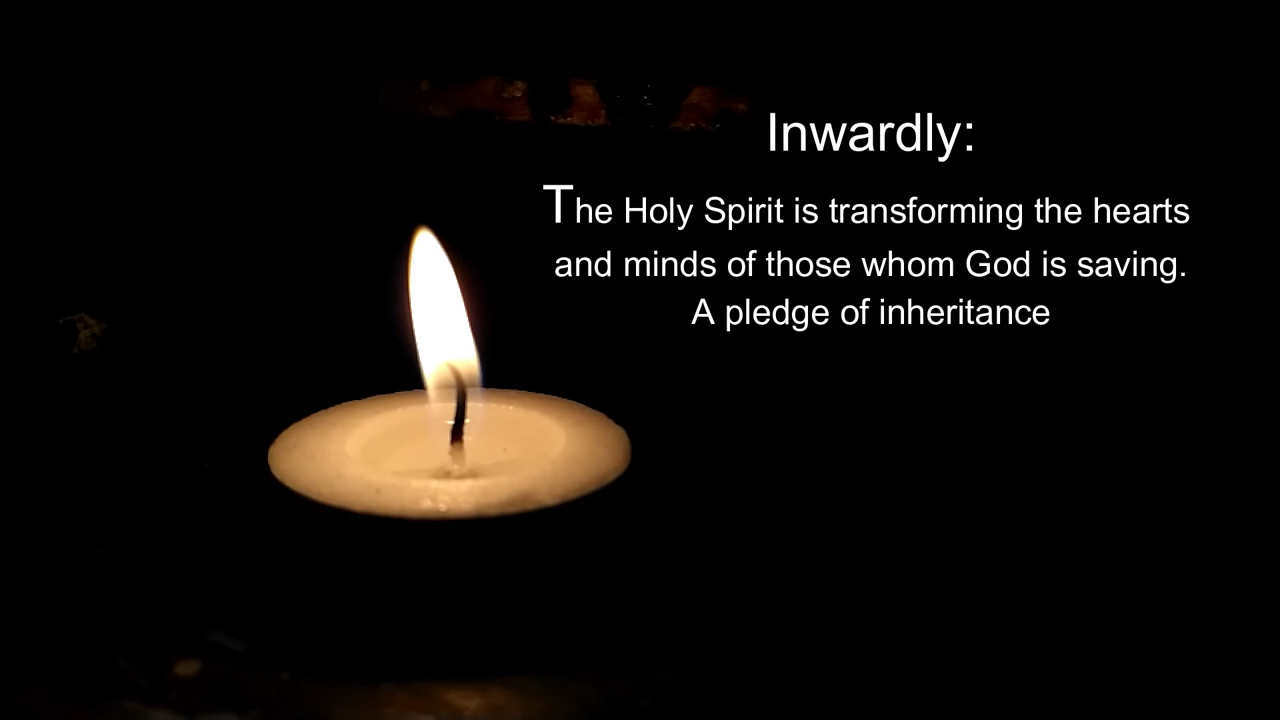 Inwardly:
The Holy Spirit is transforming the hearts
and minds of those whom God is saving.
A pledge of inheritance